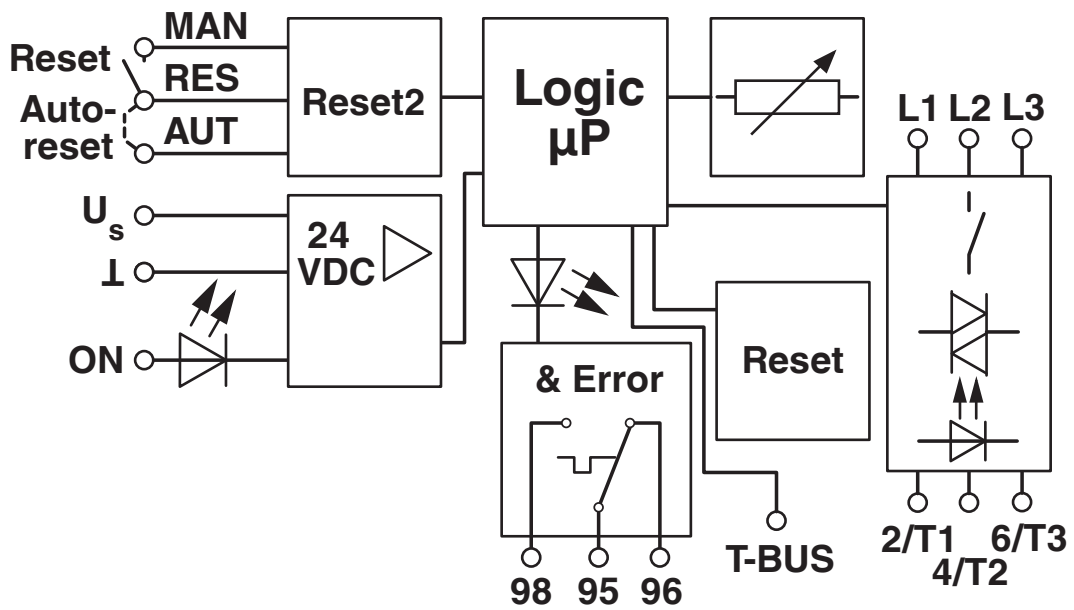 MAN
Reset
RES
Auto-
reset
AUT
Reset2
Logic
µP
L1 L2 L3
Us
24
VDC
⊥
ON
& Error
Reset
98 95 96
T-BUS
2/T1 6/T3
4/T2